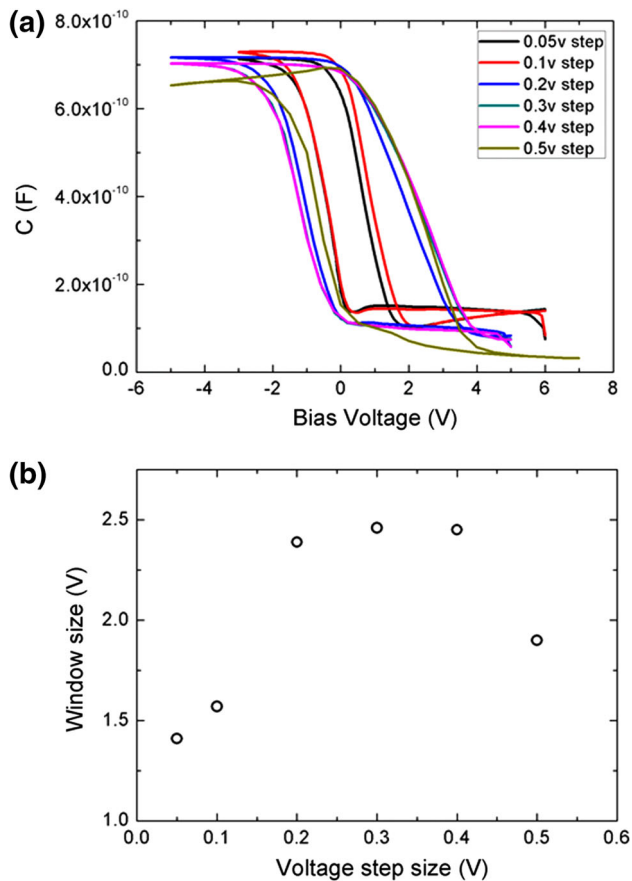 (a)
8.0x10-10
6.0x10-10
4.0x10-10
2.0x10-10
0.0
C (F)
0.05v step
0.1v step
0.2v step
0.3v step
0.4v step
0.5v step
-6 -4 -2 0 2 4 6 8
Bias Voltage (V)
(b)
2.5
2.0
1.5
1.0
Window size (V)
0.0 0.1 0.2 0.3 0.4 0.5 0.6
Voltage step size (V)